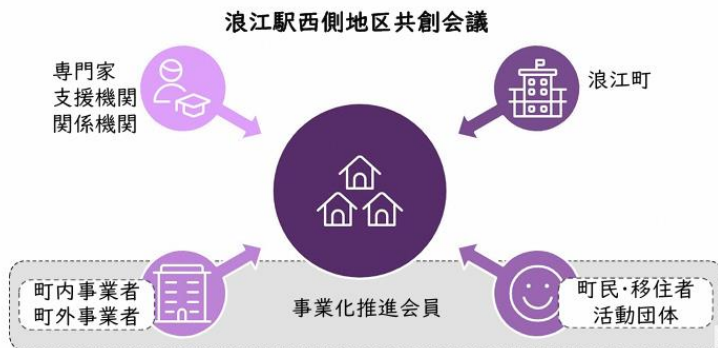 浪江駅西側地区共創会議
専門家
支援機関
関係機関
浪江町
町内事業者
町外事業者
事業化推進会員
町民・移住者
活動団体